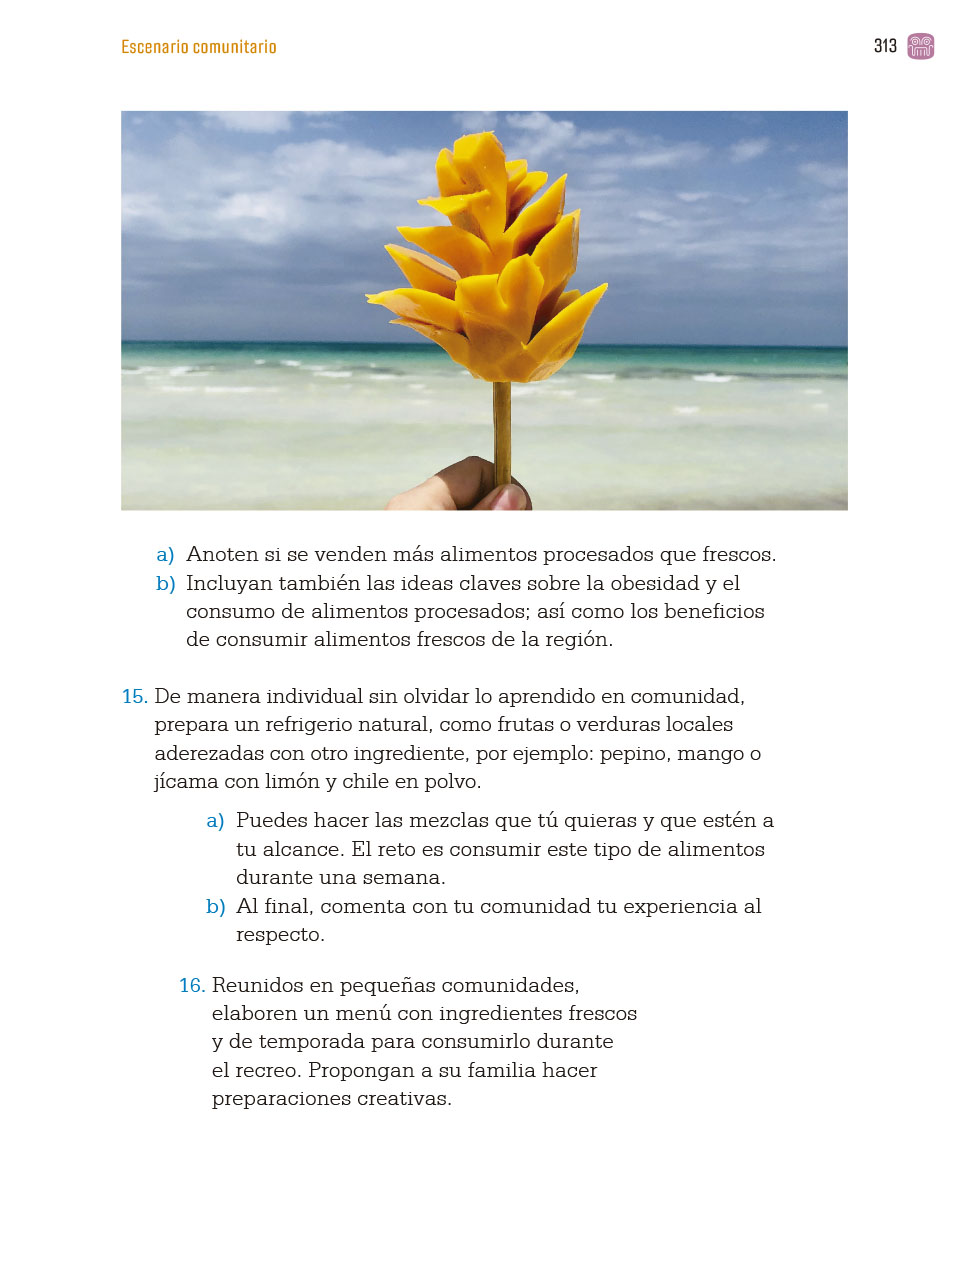 Escenario comunitario
313
a) Anoten si se venden más alimentos procesados que frescos.
b) Incluyan también las ideas claves sobre la obesidad y el
consumo de alimentos procesados; así como los beneficios
de consumir alimentos frescos de la región.
15. De manera individual sin olvidar lo aprendido en comunidad,
prepara un refrigerio natural, como frutas o verduras locales
aderezadas con otro ingrediente, por ejemplo: pepino, mango o
jícama con limón y chile en polvo.
a) Puedes hacer las mezclas que tú quieras y que estén a
tu alcance. El reto es consumir este tipo de alimentos
durante una semana.
b) Al final, comenta con tu comunidad tu experiencia al
respecto.
16. Reunidos en pequeñas comunidades,
elaboren un menú con ingredientes frescos
y de temporada para consumirlo durante
el recreo. Propongan a su familia hacer
preparaciones creativas.